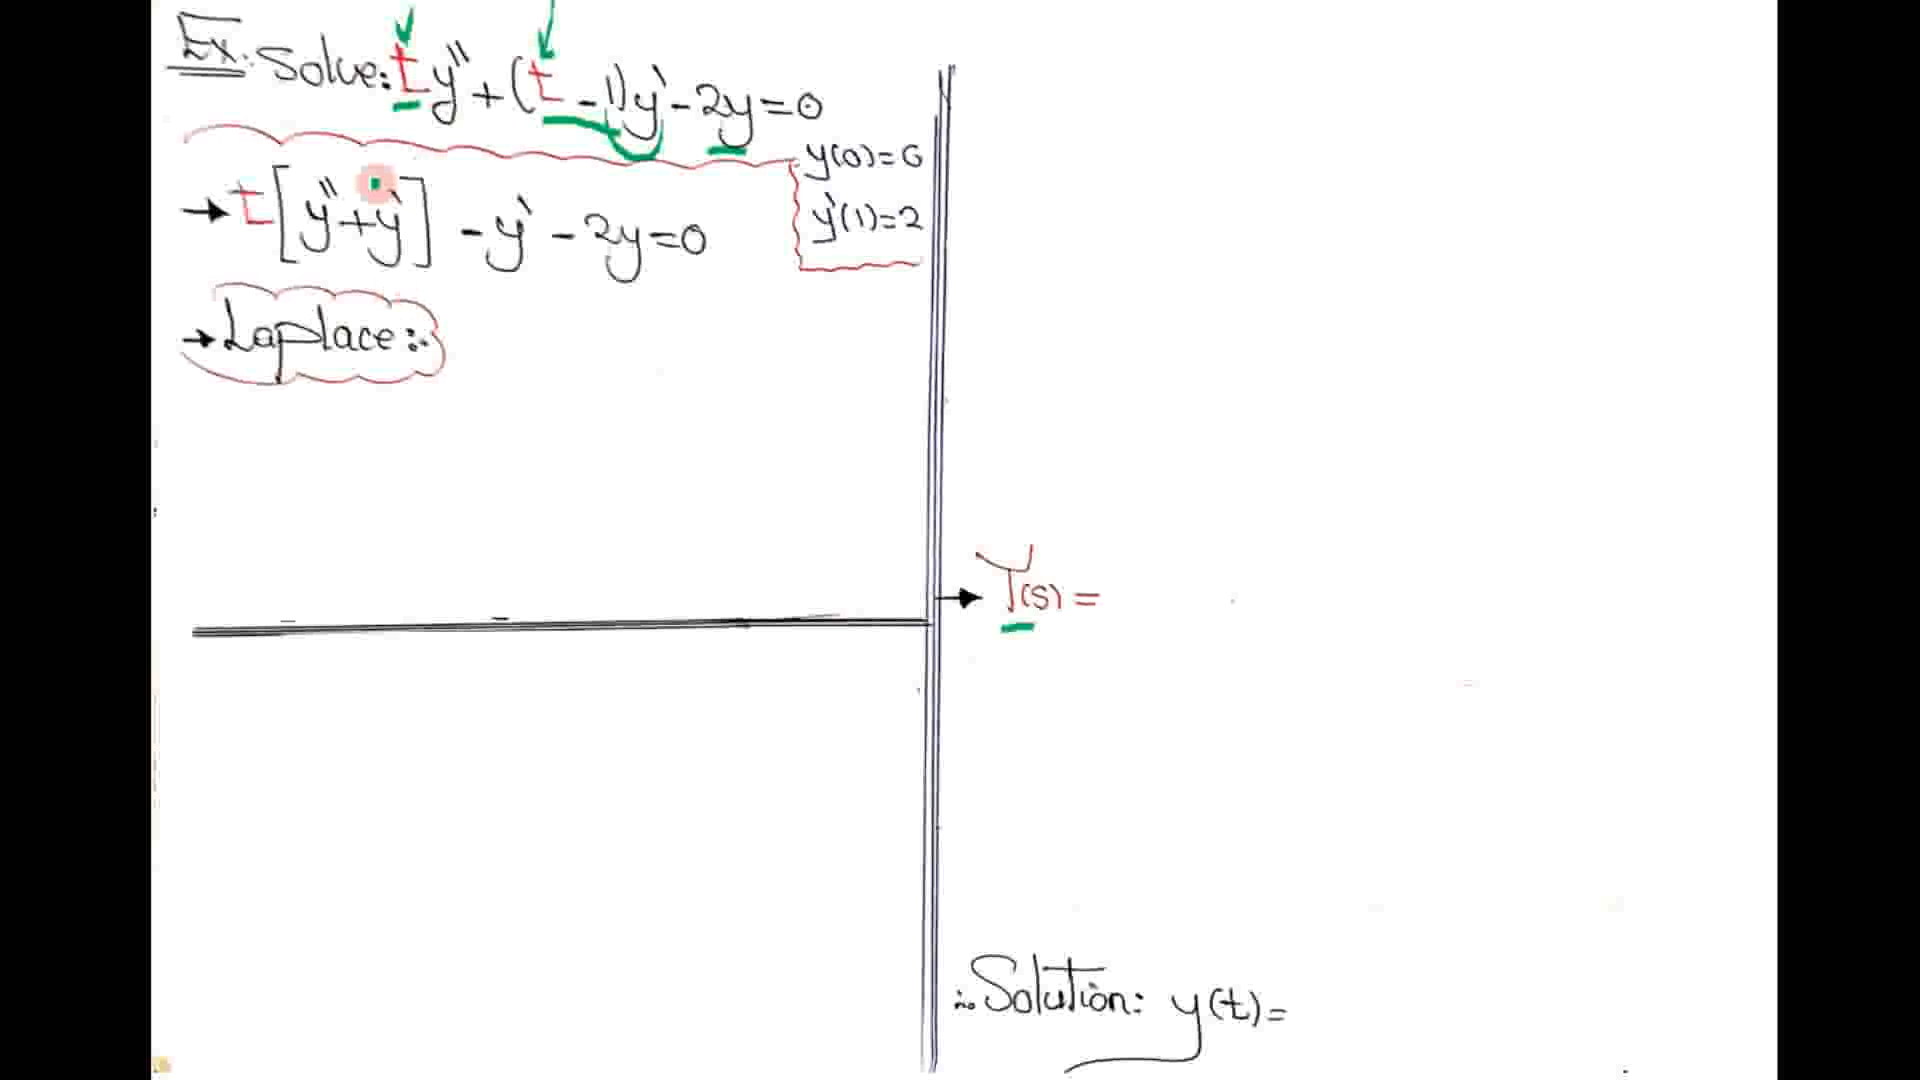 Ex: Solve: ty''+(t-1)y'-2y=0
y(0)=0
y'(1)=2
→ t[y''+y'] -y'-2y=0
→ Laplace:
→ Y(s)=
∴ Solution: y(t)=